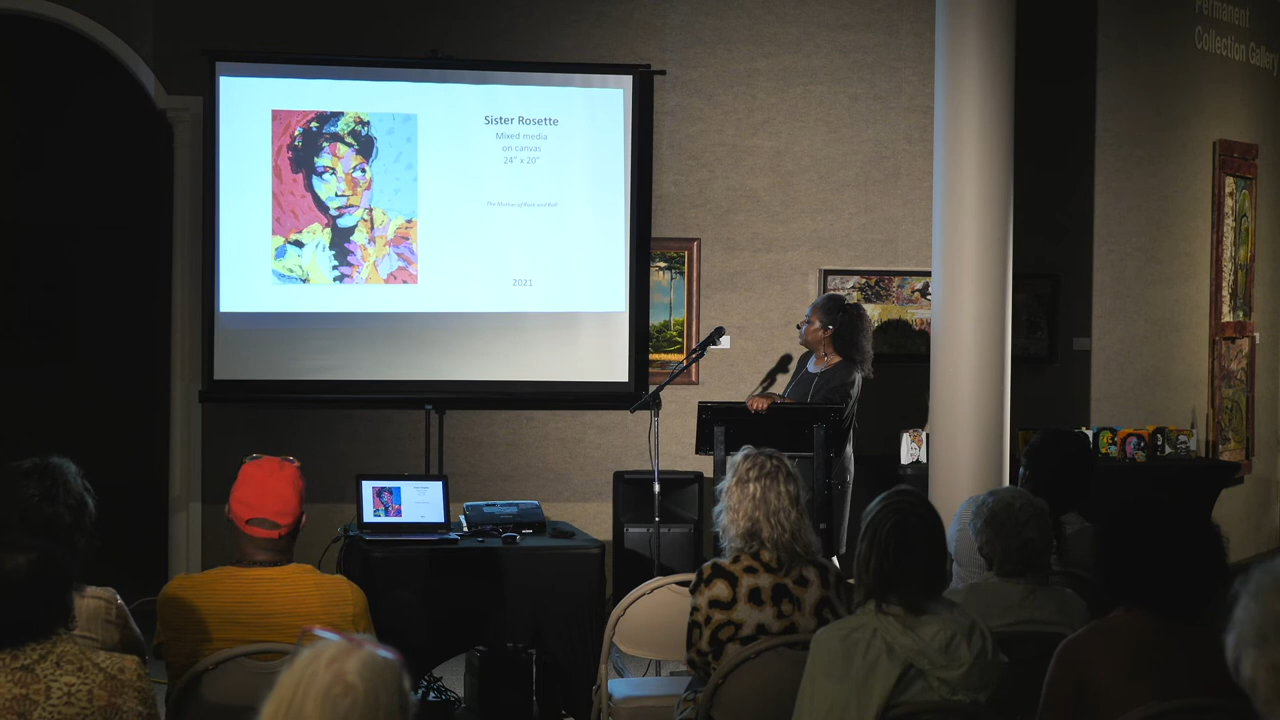 Sister Rosette
Mixed media
on canvas
24" x 20"
The Mother of Rock and Roll
2021
Permanent
Collection Gallery